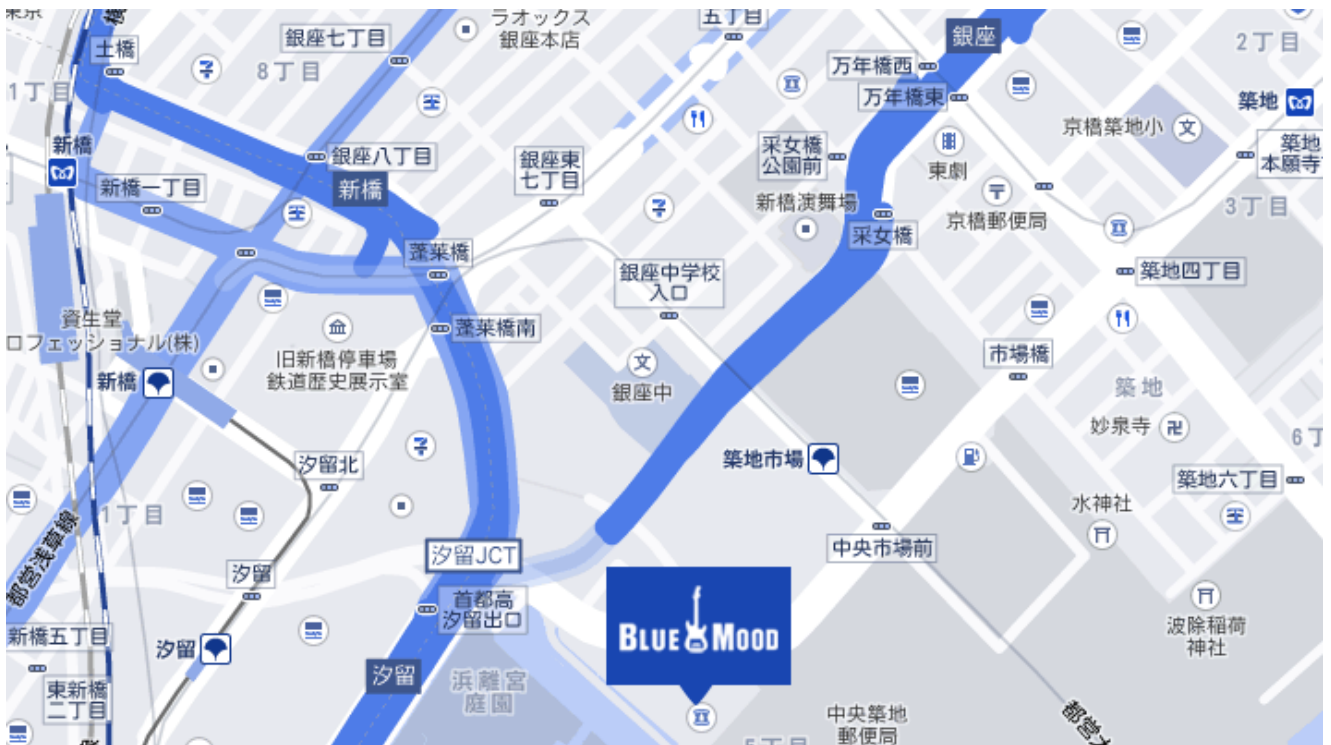 東京
土橋
銀座七丁目
8丁目
ラオックス
銀座本店
五丁目
銀座
万年橋西
万年橋東
2丁目
築地
1丁目
新橋
銀座八丁目
新橋
新橋一丁目
銀座東
七丁目
采女橋
公園前
新橋演舞場
采女橋
東劇
京橋郵便局
京橋築地小
文
築地
本願寺
3丁目
蓬莱橋
蓬莱橋南
銀座中学校
入口
築地四丁目
市場橋
築地
資生堂
ロフェッショナル(株)
新橋
旧新橋停車場
鉄道歴史展示室
文
銀座中
築地市場
妙泉寺
卍
6丁
築地六丁目
汐留北
1丁目
都営浅草線
汐留
汐留JCT
中央市場前
水神社
首都高
汐留出口
新橋五丁目
汐留
汐留
東新橋
二丁目
浜離宮
庭園
BLUE MOOD
波除稲荷
神社
中央築地
郵便局
5丁目
都営大